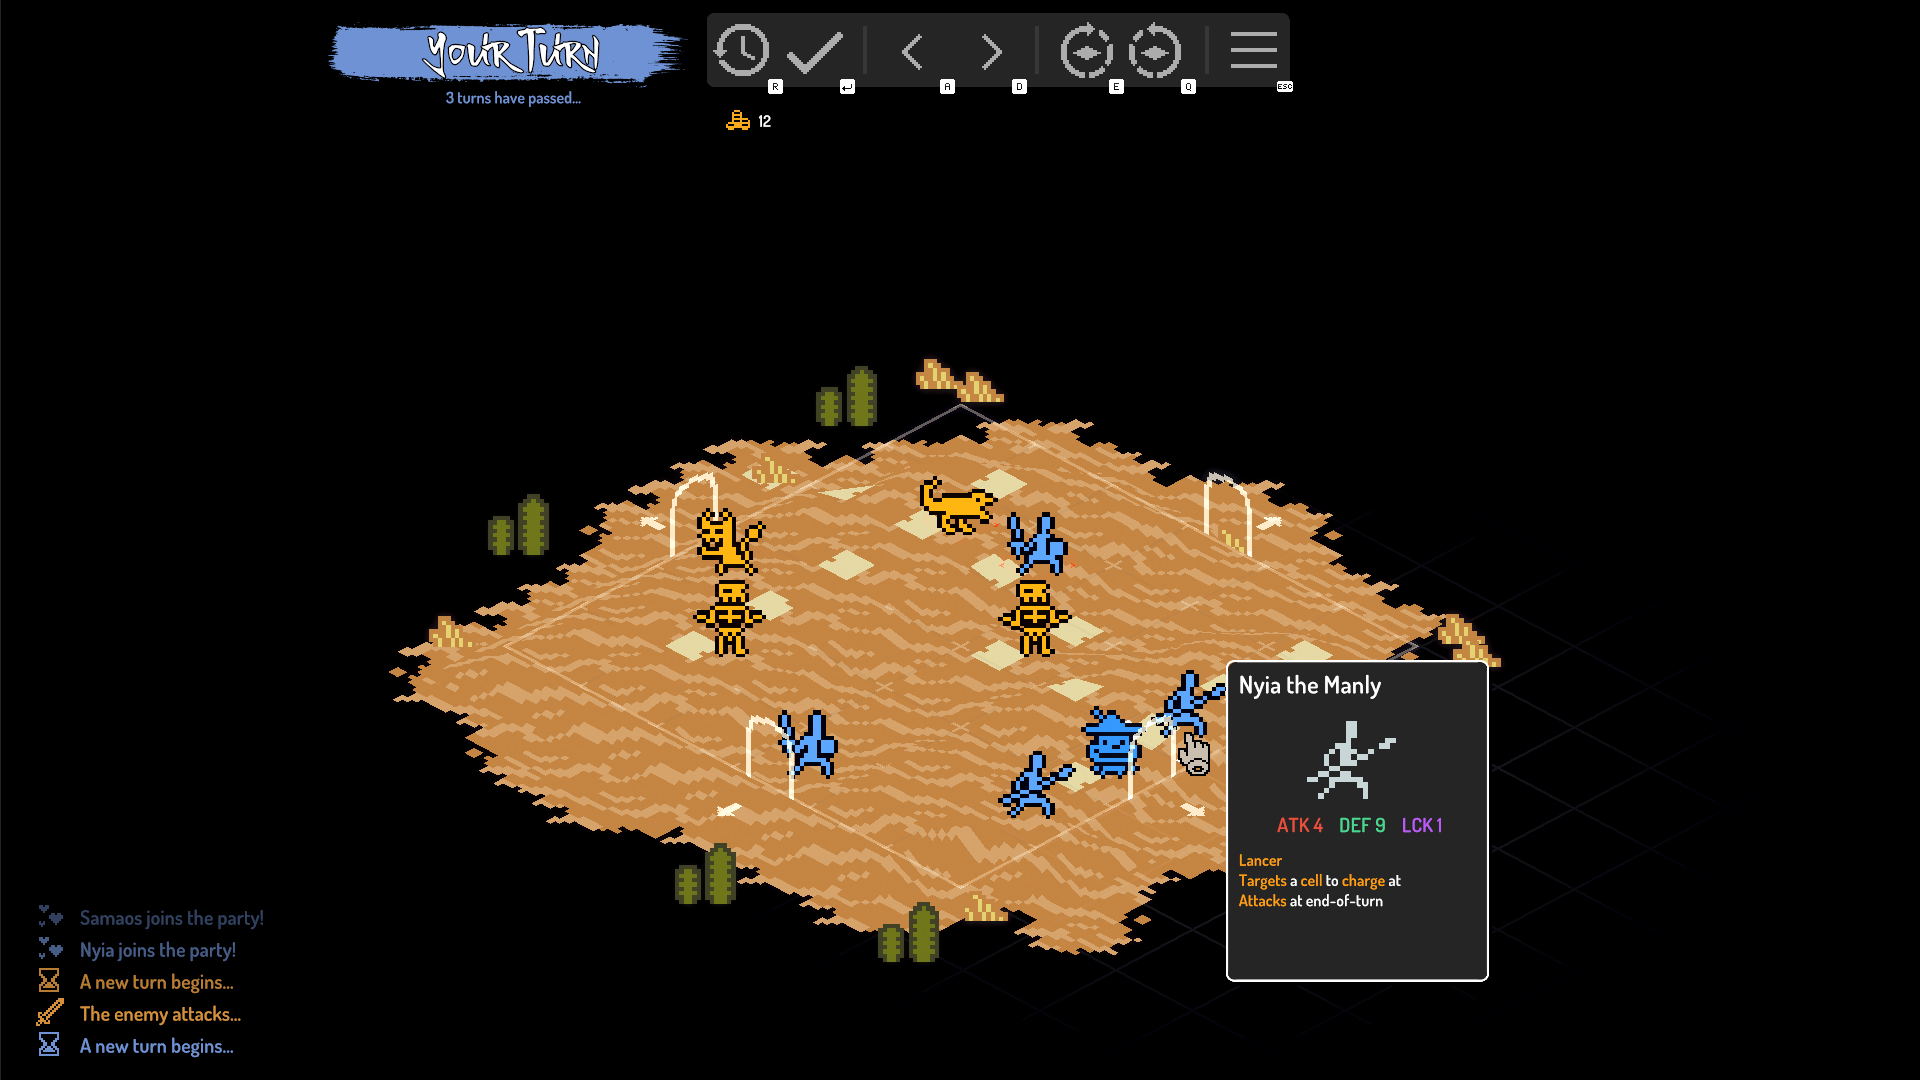 Your Turn
3 turns have passed...
R
A
D
E
Q
ESC
12
Nyia the Manly
ATK 4 DEF 9 LCK 1
Lancer
Targets a cell to charge at
Attacks at end-of-turn
Samaos joins the party!
Nyia joins the party!
A new turn begins...
The enemy attacks...
A new turn begins...